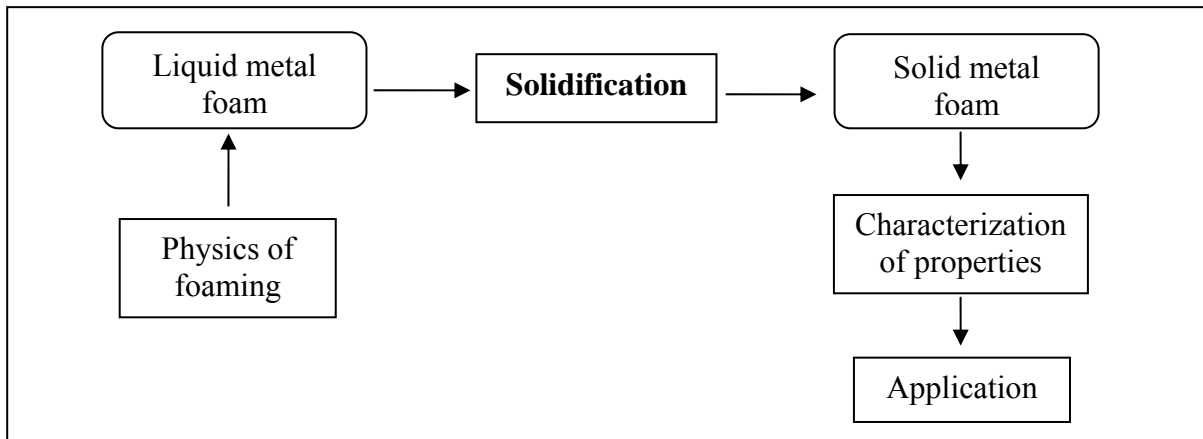 Liquid metal
foam
Solidification
Solid metal
foam
Physics of
foaming
Characterization
of properties
Application